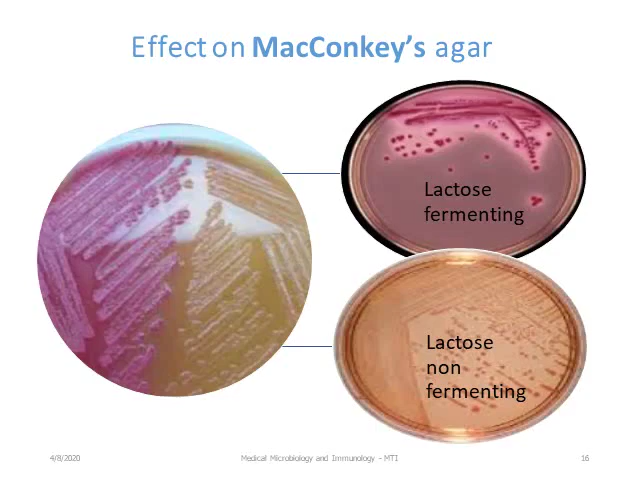 Effect on MacConkey’s agar
Lactose
fermenting
Lactose
non
fermenting
4/8/2020
Medical Microbiology and Immunology - MTI
16